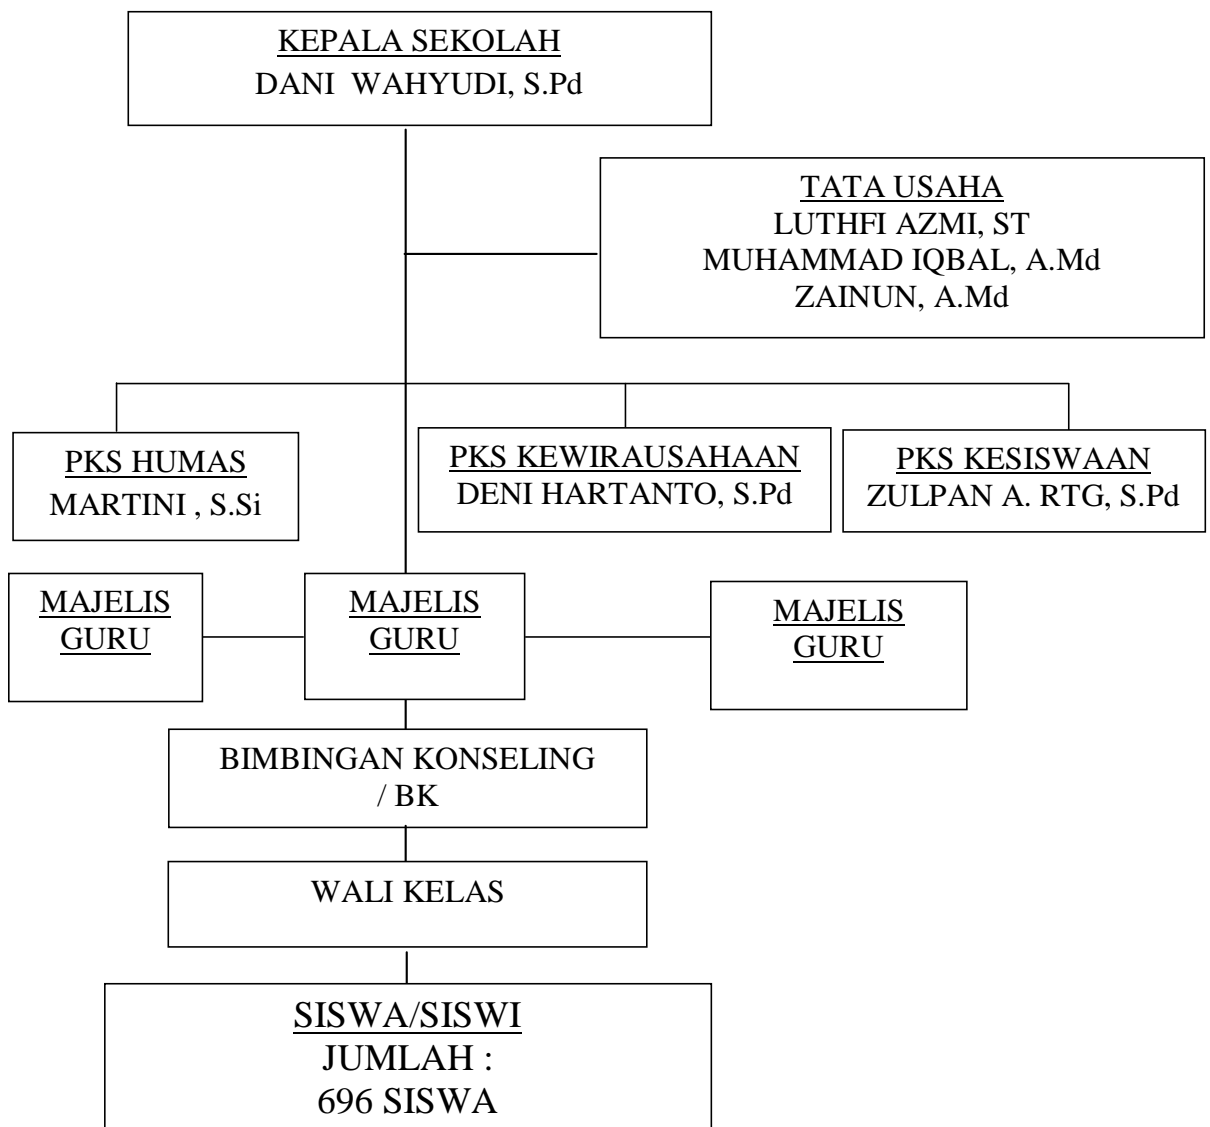 KEPALA SEKOLAH
DANI WAHYUDI, S.Pd
TATA USAHA
LUTHFI AZMI, ST
MUHAMMAD IQBAL, A.Md
ZAINUN, A.Md
PKS HUMAS
MARTINI , S.Si
PKS KEWIRAUSAHAAN
DENI HARTANTO, S.Pd
PKS KESISWAAN
ZULPAN A. RTG, S.Pd
MAJELIS
GURU
MAJELIS
GURU
MAJELIS
GURU
BIMBINGAN KONSELING
/ BK
WALI KELAS
SISWA/SISWI
JUMLAH :
696 SISWA